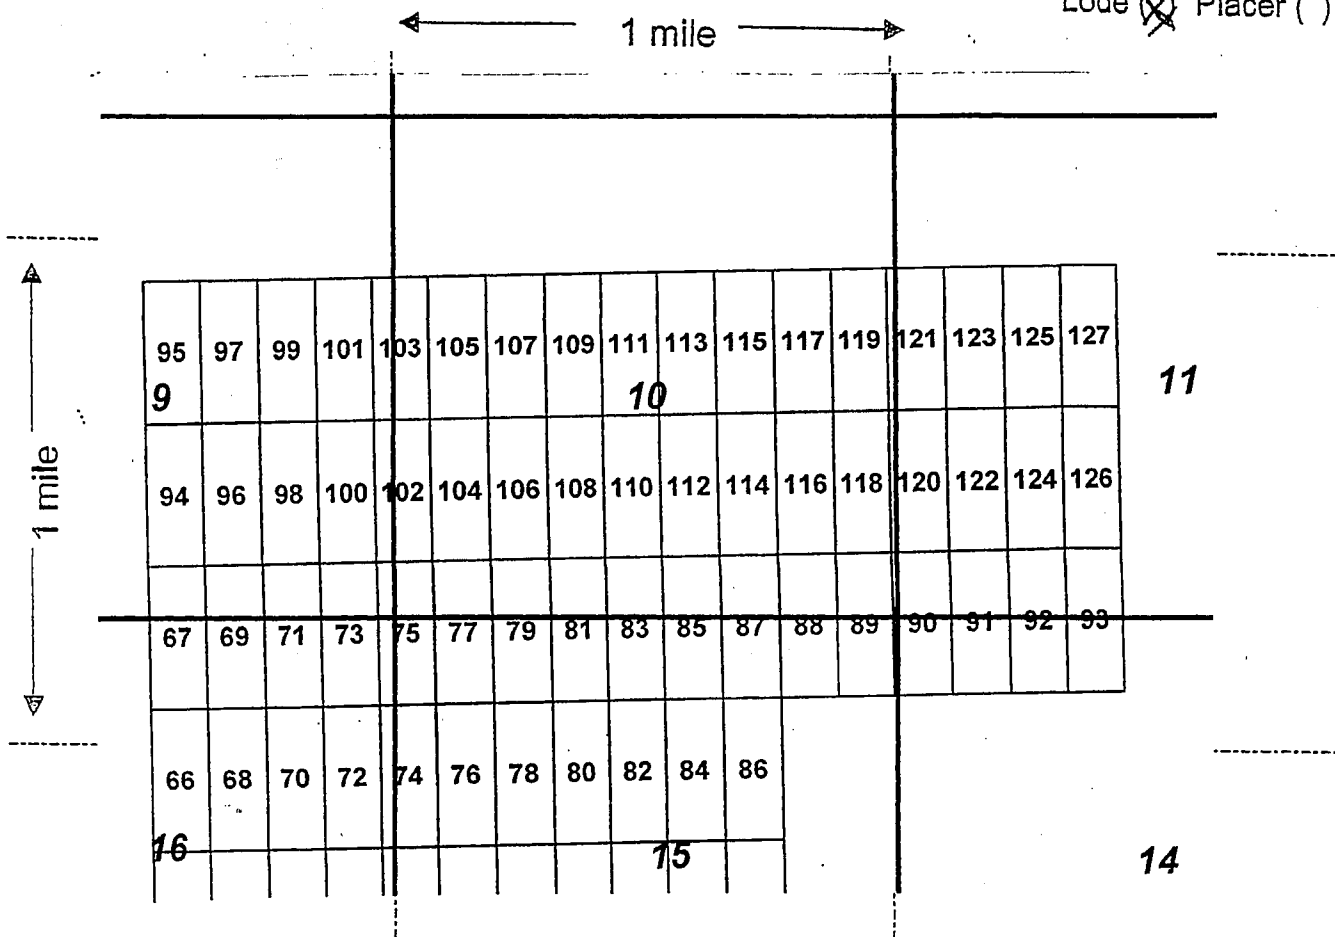 Lode (X) Placer ( )
1 mile
95 97 99 101 103 105 107 109 111 113 115 117 119 121 123 125 127
9 10 11
1 mile
94 96 98 100 102 104 106 108 110 112 114 116 118 120 122 124 126
67 69 71 73 75 77 79 81 83 85 87 88 89 90 91 92 93
66 68 70 72 74 76 78 80 82 84 86
16 15 14